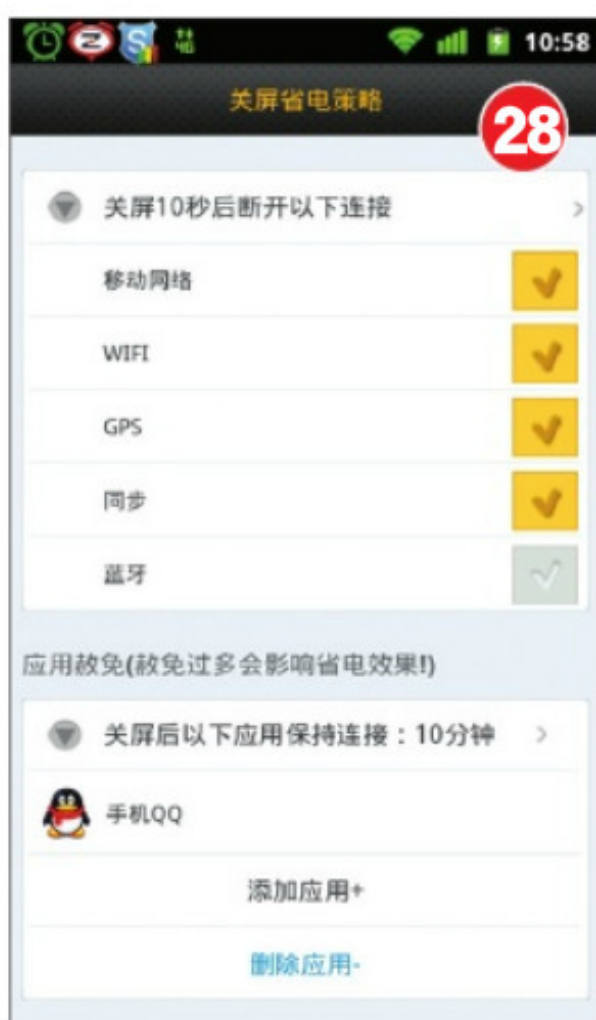 10:58
关屏省电策略
28
关屏10秒后断开以下连接
移动网络
WIFI
GPS
同步
蓝牙
应用赦免(赦免过多会影响省电效果!)
关屏后以下应用保持连接：10分钟
手机QQ
添加应用+
删除应用-